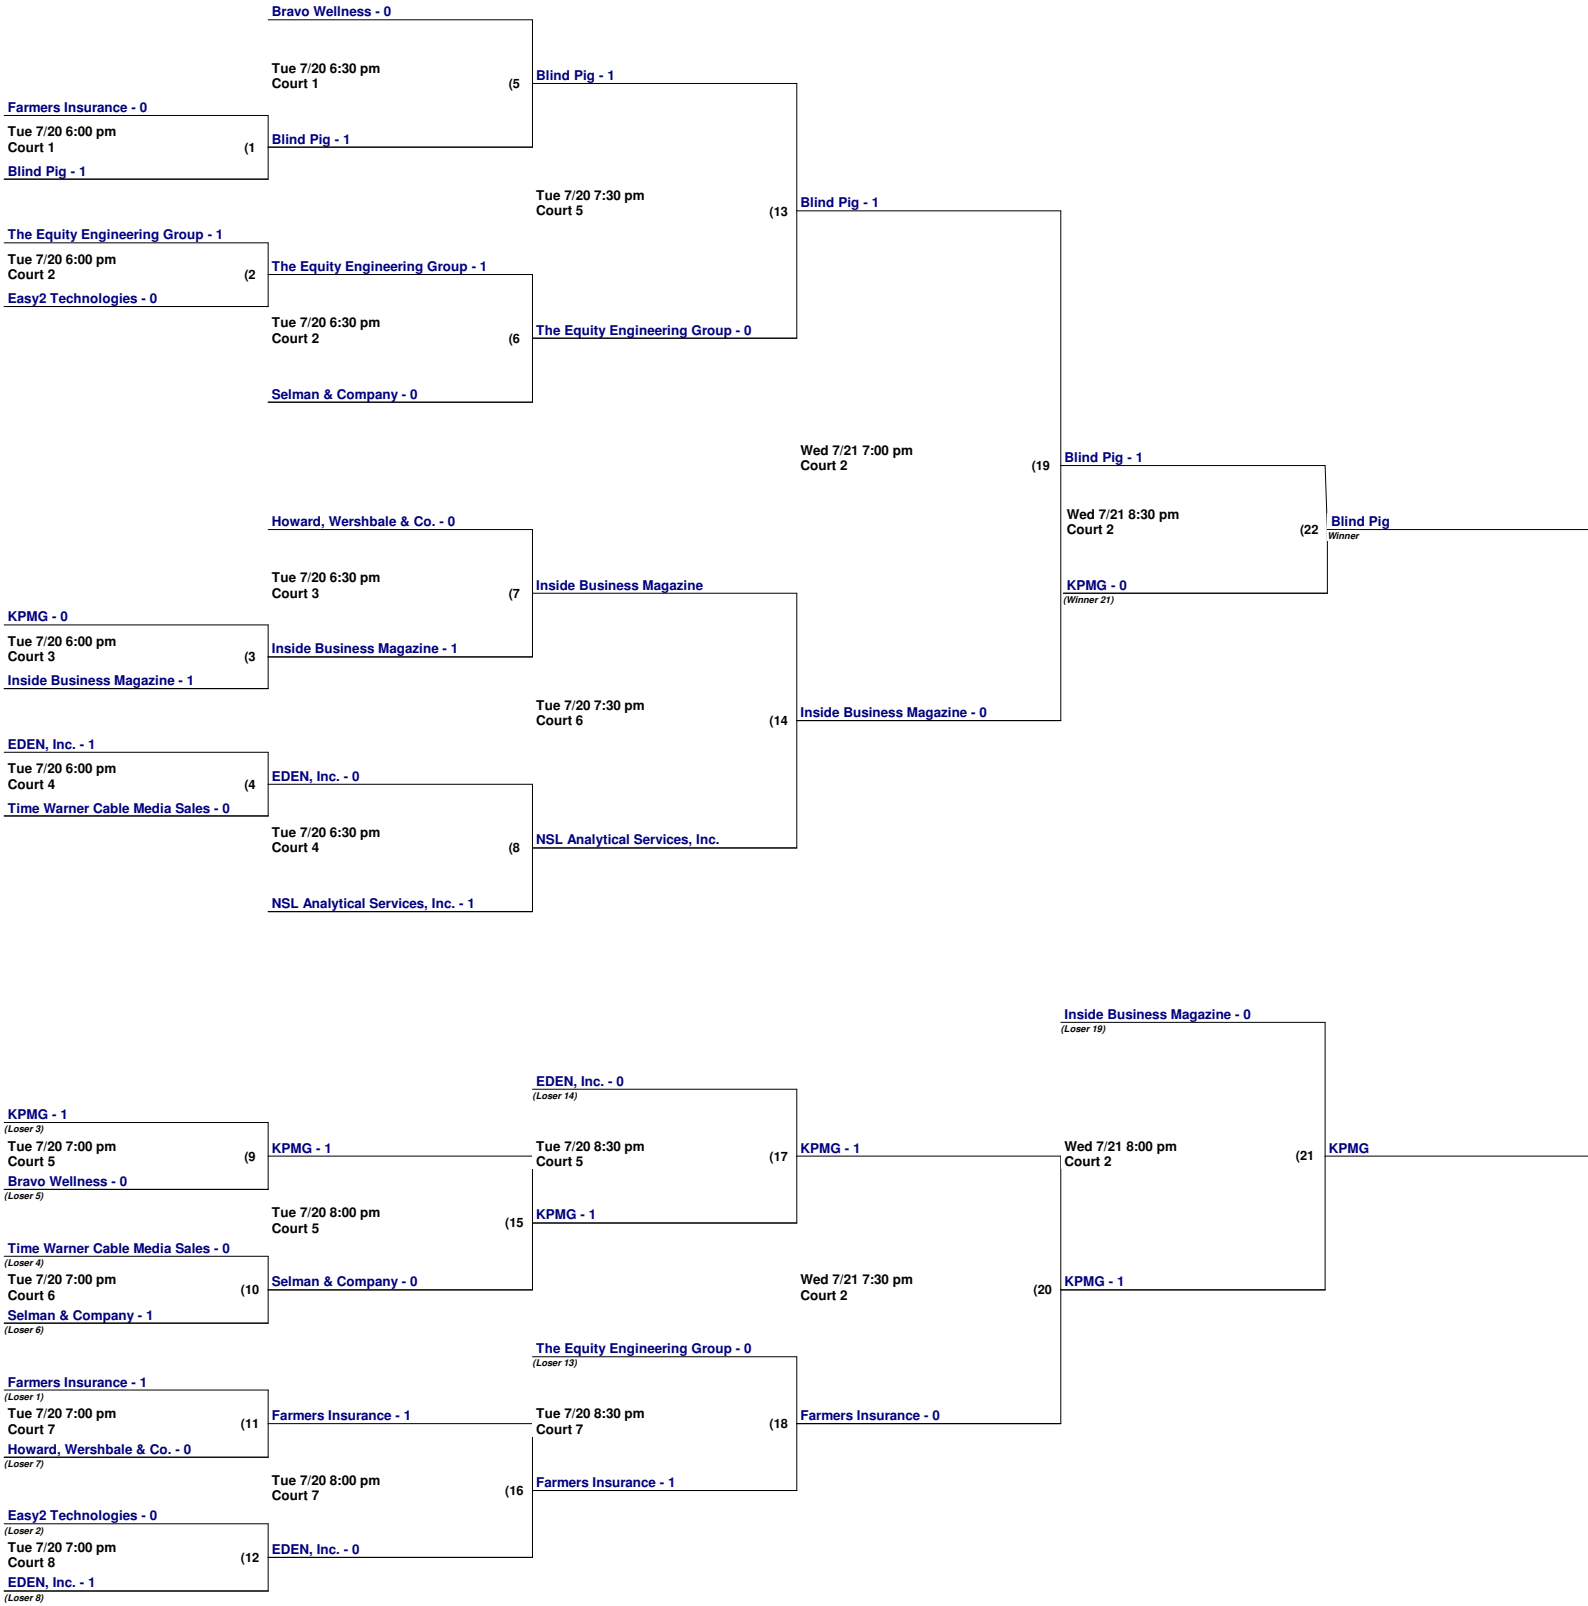 Bravo Wellness - 0
Tue 7/20 6:30 pm
Court 1
(5
Blind Pig - 1
Farmers Insurance - 0
Tue 7/20 6:00 pm
Court 1
(1
Blind Pig - 1
Blind Pig - 1
Tue 7/20 7:30 pm
Court 5
(13
Blind Pig - 1
The Equity Engineering Group - 1
Tue 7/20 6:00 pm
Court 2
(2
The Equity Engineering Group - 1
Easy2 Technologies - 0
Tue 7/20 6:30 pm
Court 2
(6
The Equity Engineering Group - 0
Selman & Company - 0
Wed 7/21 7:00 pm
Court 2
(19
Blind Pig - 1
Howard, Wershbale & Co. - 0
Wed 7/21 8:30 pm
Court 2
(22
Blind Pig
Winner
Tue 7/20 6:30 pm
Court 3
(7
Inside Business Magazine
KPMG - 0
(Winner 21)
KPMG - 0
Tue 7/20 6:00 pm
Court 3
(3
Inside Business Magazine - 1
Inside Business Magazine - 1
Tue 7/20 7:30 pm
Court 6
(14
Inside Business Magazine - 0
EDEN, Inc. - 1
Tue 7/20 6:00 pm
Court 4
(4
EDEN, Inc. - 0
Time Warner Cable Media Sales - 0
Tue 7/20 6:30 pm
Court 4
(8
NSL Analytical Services, Inc.
NSL Analytical Services, Inc. - 1
Inside Business Magazine - 0
(Loser 19)
EDEN, Inc. - 0
(Loser 14)
KPMG - 1
(Loser 3)
Tue 7/20 7:00 pm
Court 5
(9
KPMG - 1
Tue 7/20 8:30 pm
Court 5
(17
KPMG - 1
Wed 7/21 8:00 pm
Court 2
(21
KPMG
Bravo Wellness - 0
(Loser 5)
Tue 7/20 8:00 pm
Court 5
(15
KPMG - 1
Time Warner Cable Media Sales - 0
(Loser 4)
Tue 7/20 7:00 pm
Court 6
(10
Selman & Company - 0
Wed 7/21 7:30 pm
Court 2
(20
KPMG - 1
Selman & Company - 1
(Loser 6)
The Equity Engineering Group - 0
(Loser 13)
Farmers Insurance - 1
(Loser 1)
Tue 7/20 7:00 pm
Court 7
(11
Farmers Insurance - 1
Tue 7/20 8:30 pm
Court 7
(18
Farmers Insurance - 0
Howard, Wershbale & Co. - 0
(Loser 7)
Tue 7/20 8:00 pm
Court 7
(16
Farmers Insurance - 1
Easy2 Technologies - 0
(Loser 2)
Tue 7/20 7:00 pm
Court 8
(12
EDEN, Inc. - 0
EDEN, Inc. - 1
(Loser 8)